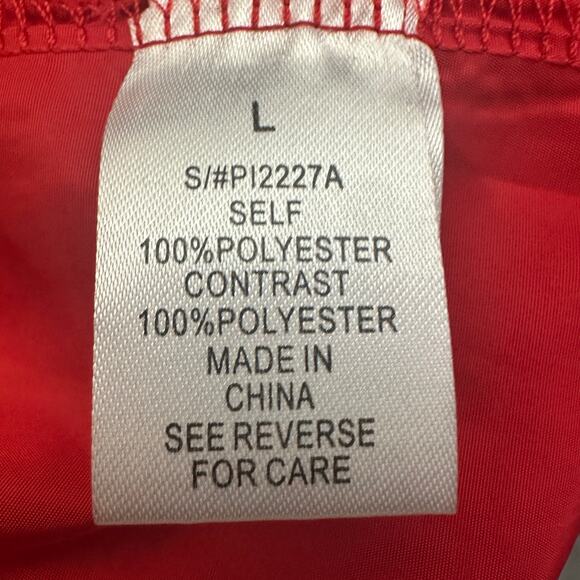 L
S/#PI2227A
SELF
100%POLYESTER
CONTRAST
100%POLYESTER
MADE IN
CHINA
SEE REVERSE
FOR CARE